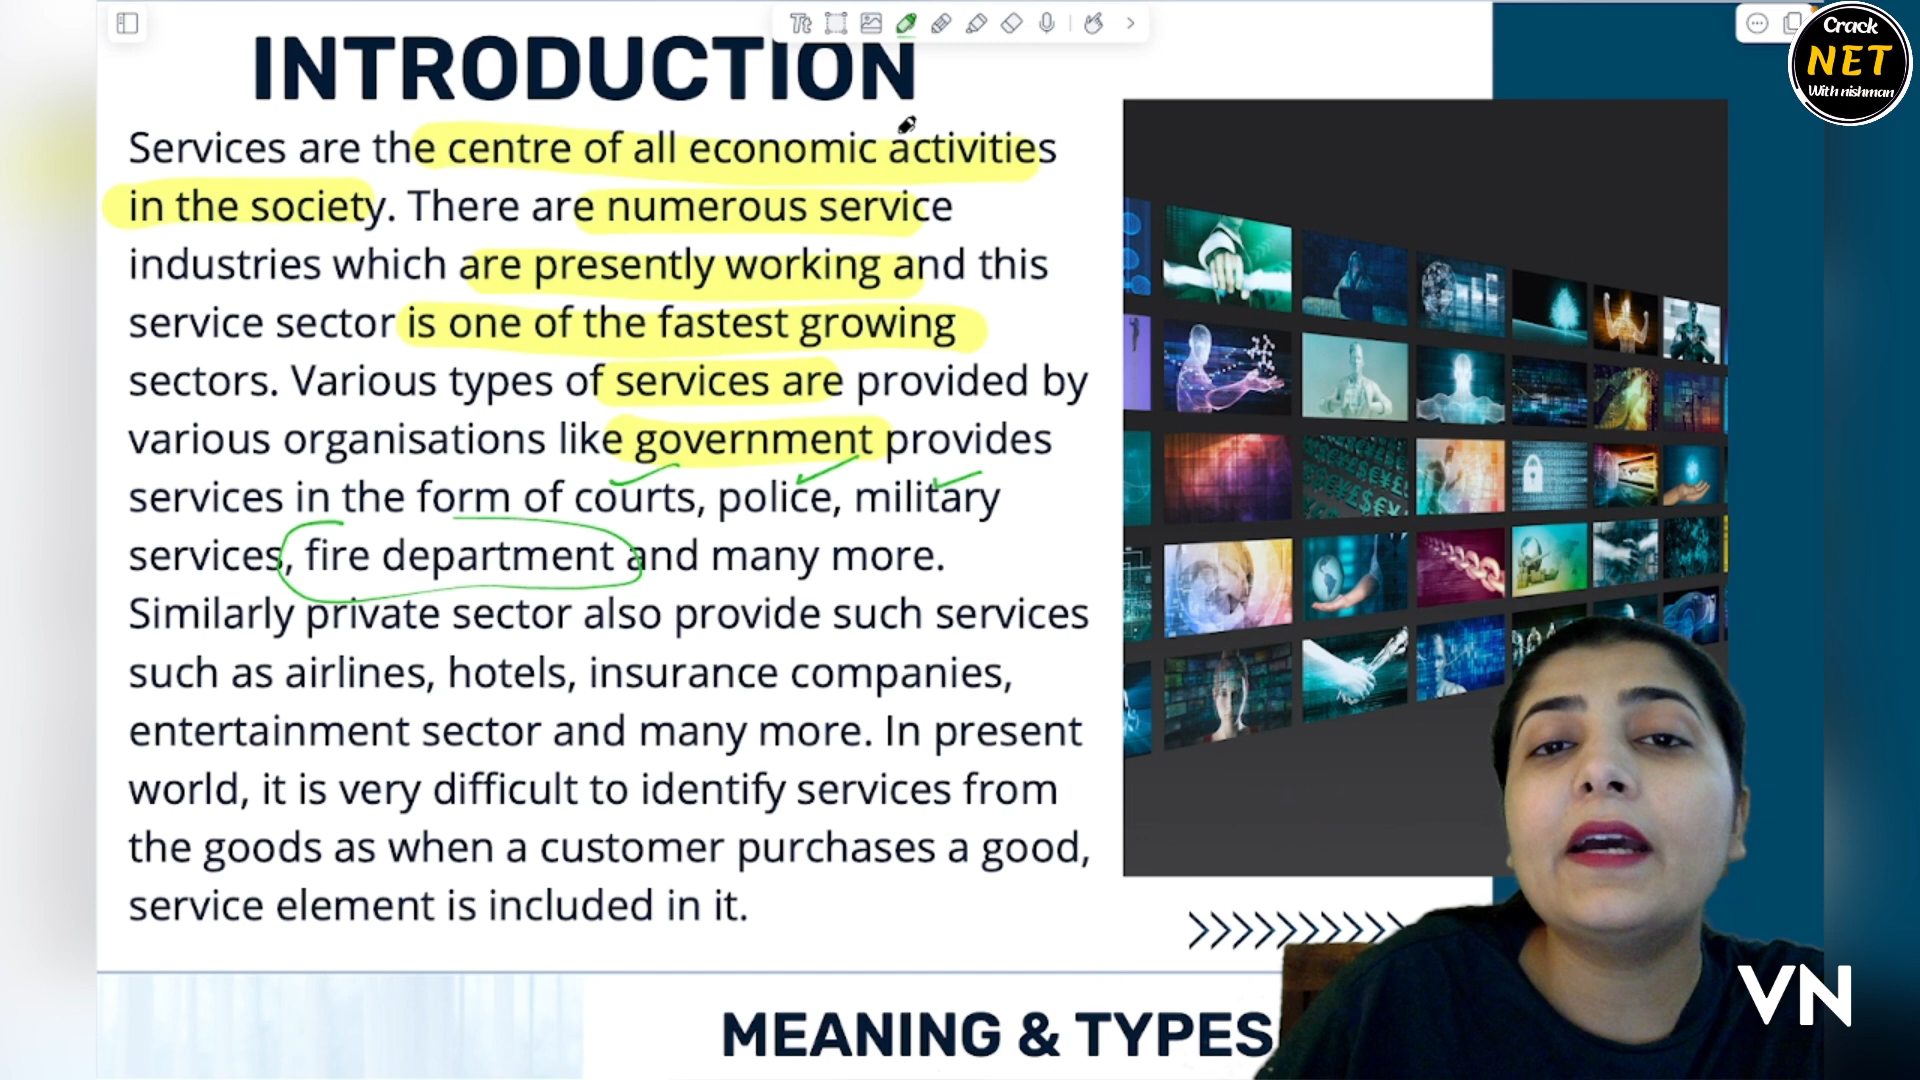 INTRODUCTION
Services are the centre of all economic activities
in the society. There are numerous service
industries which are presently working and this
service sector is one of the fastest growing
sectors. Various types of services are provided by
various organisations like government provides
services in the form of courts, police, military
services, fire department and many more.
Similarly private sector also provide such services
such as airlines, hotels, insurance companies,
entertainment sector and many more. In present
world, it is very difficult to identify services from
the goods as when a customer purchases a good,
service element is included in it.
MEANING & TYPES
Tt
Crack
NET
With nishman
VN